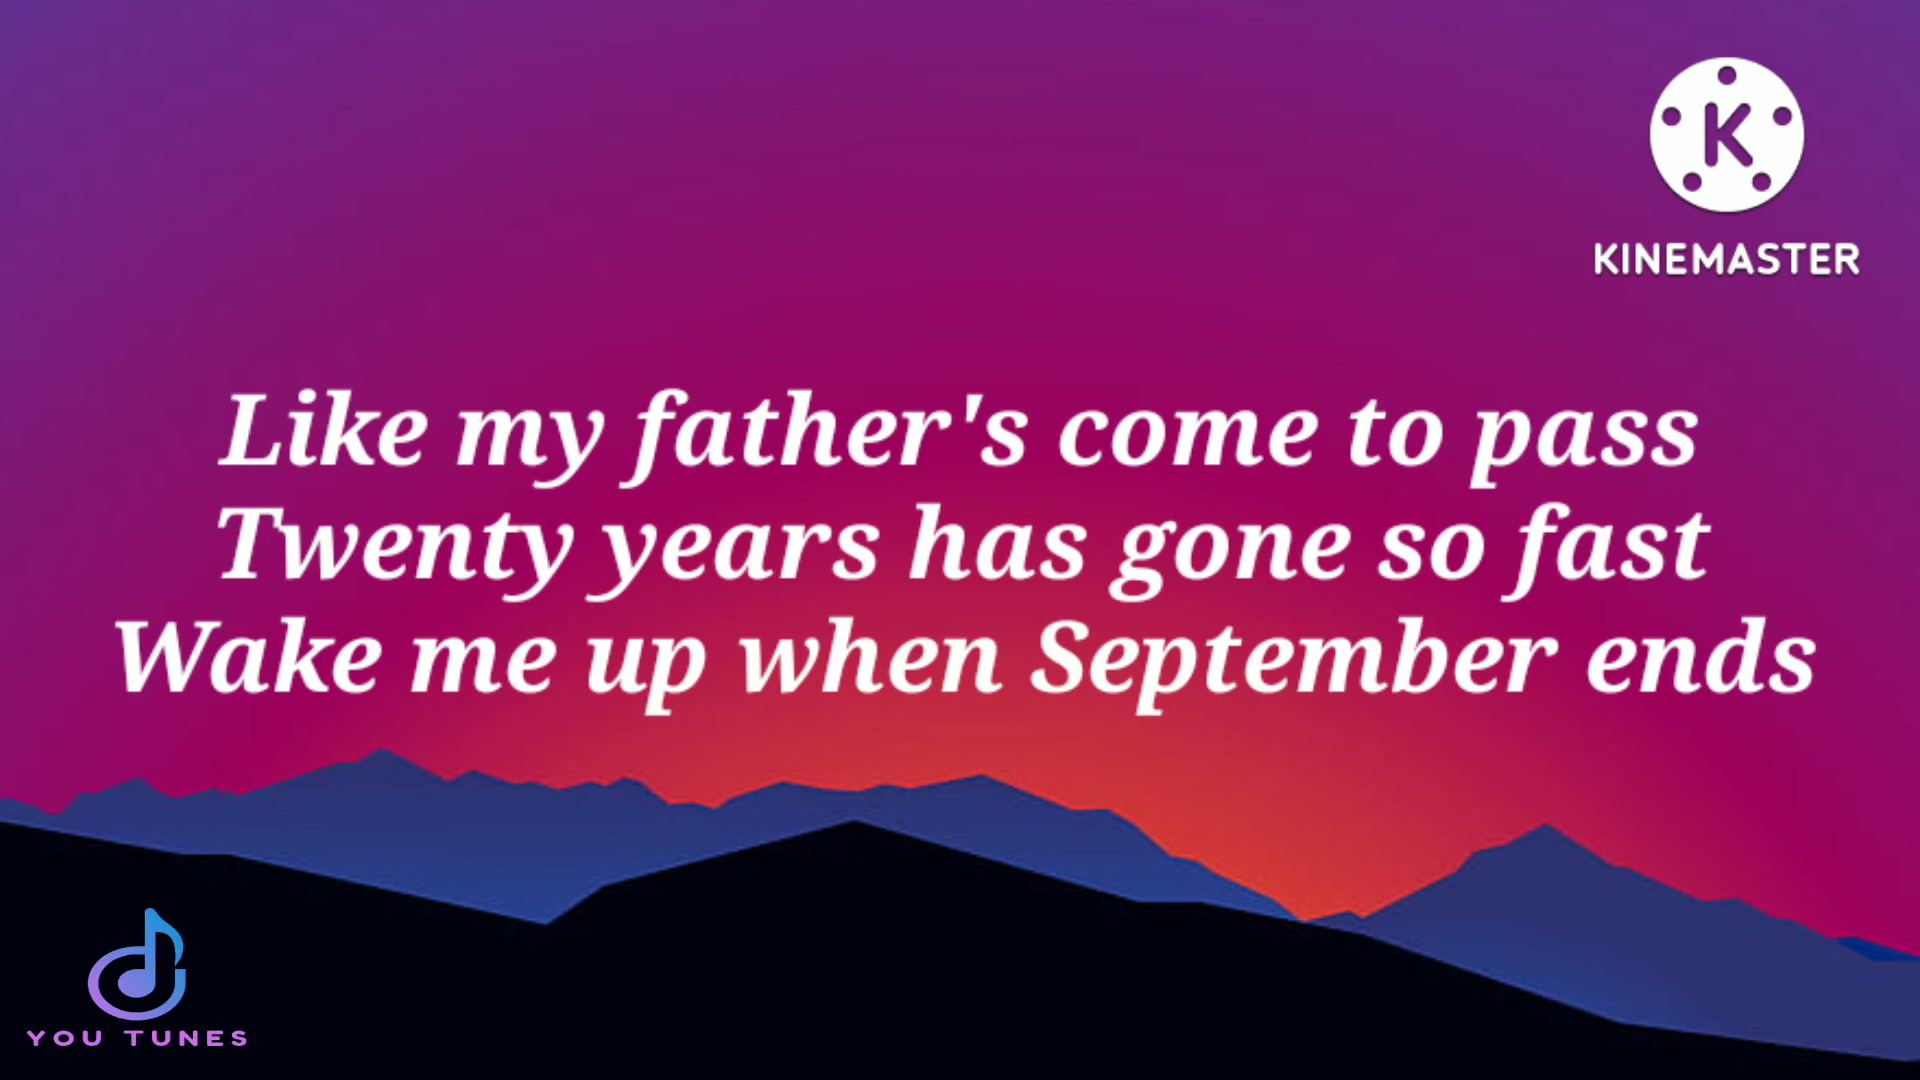 K
KINEMASTER
Like my father's come to pass
Twenty years has gone so fast
Wake me up when September ends
YOU TUNES